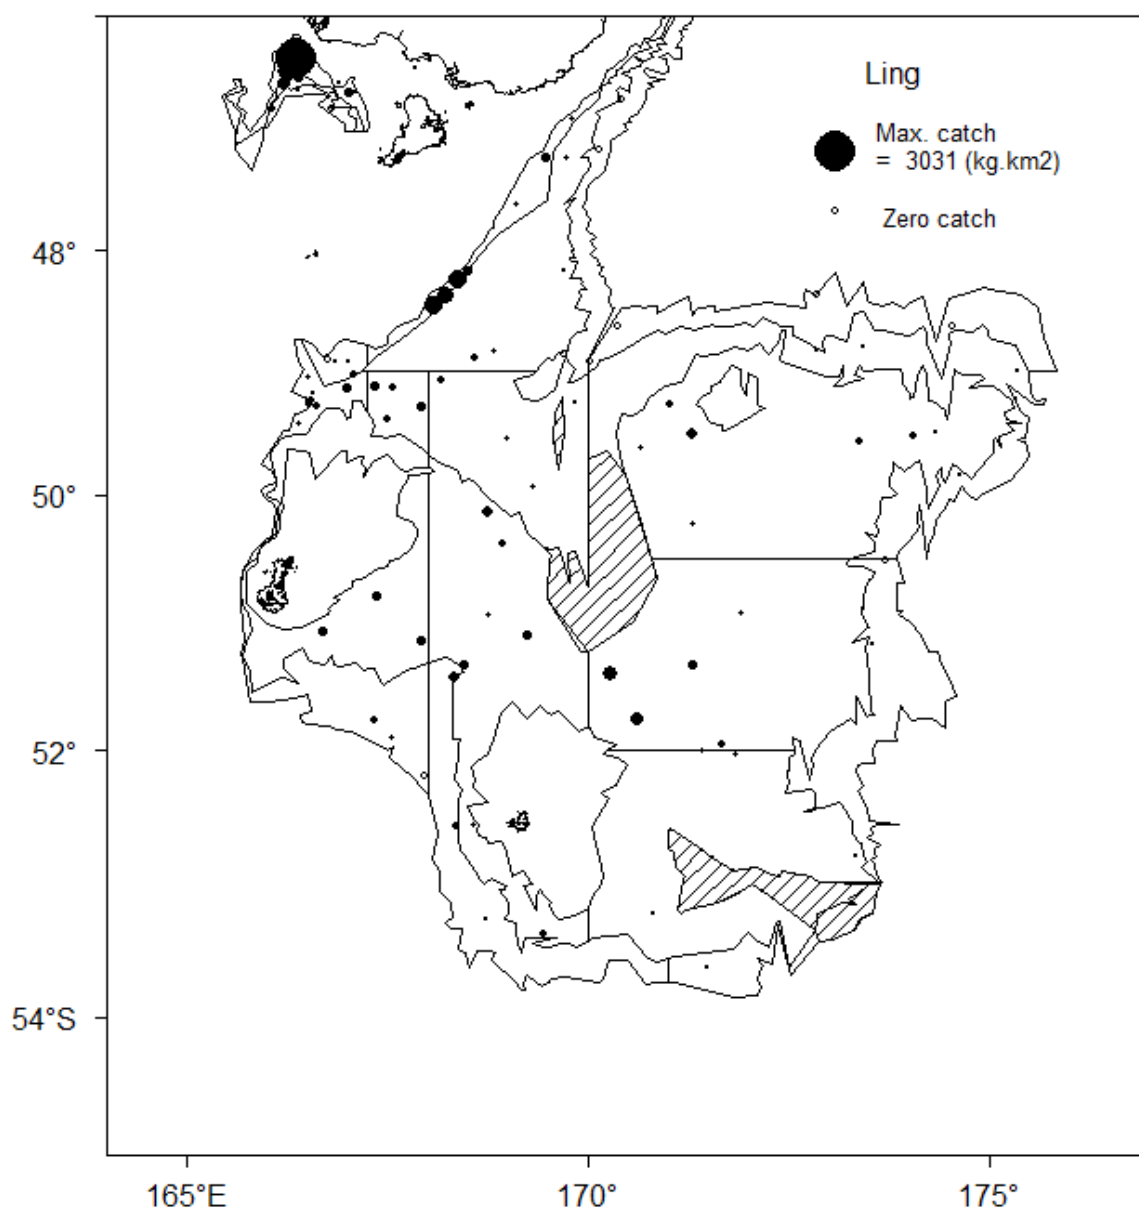 Ling
Max. catch
= 3031 (kg.km2)
Zero catch
48°
50°
52°
54°S
165°E
170°
175°